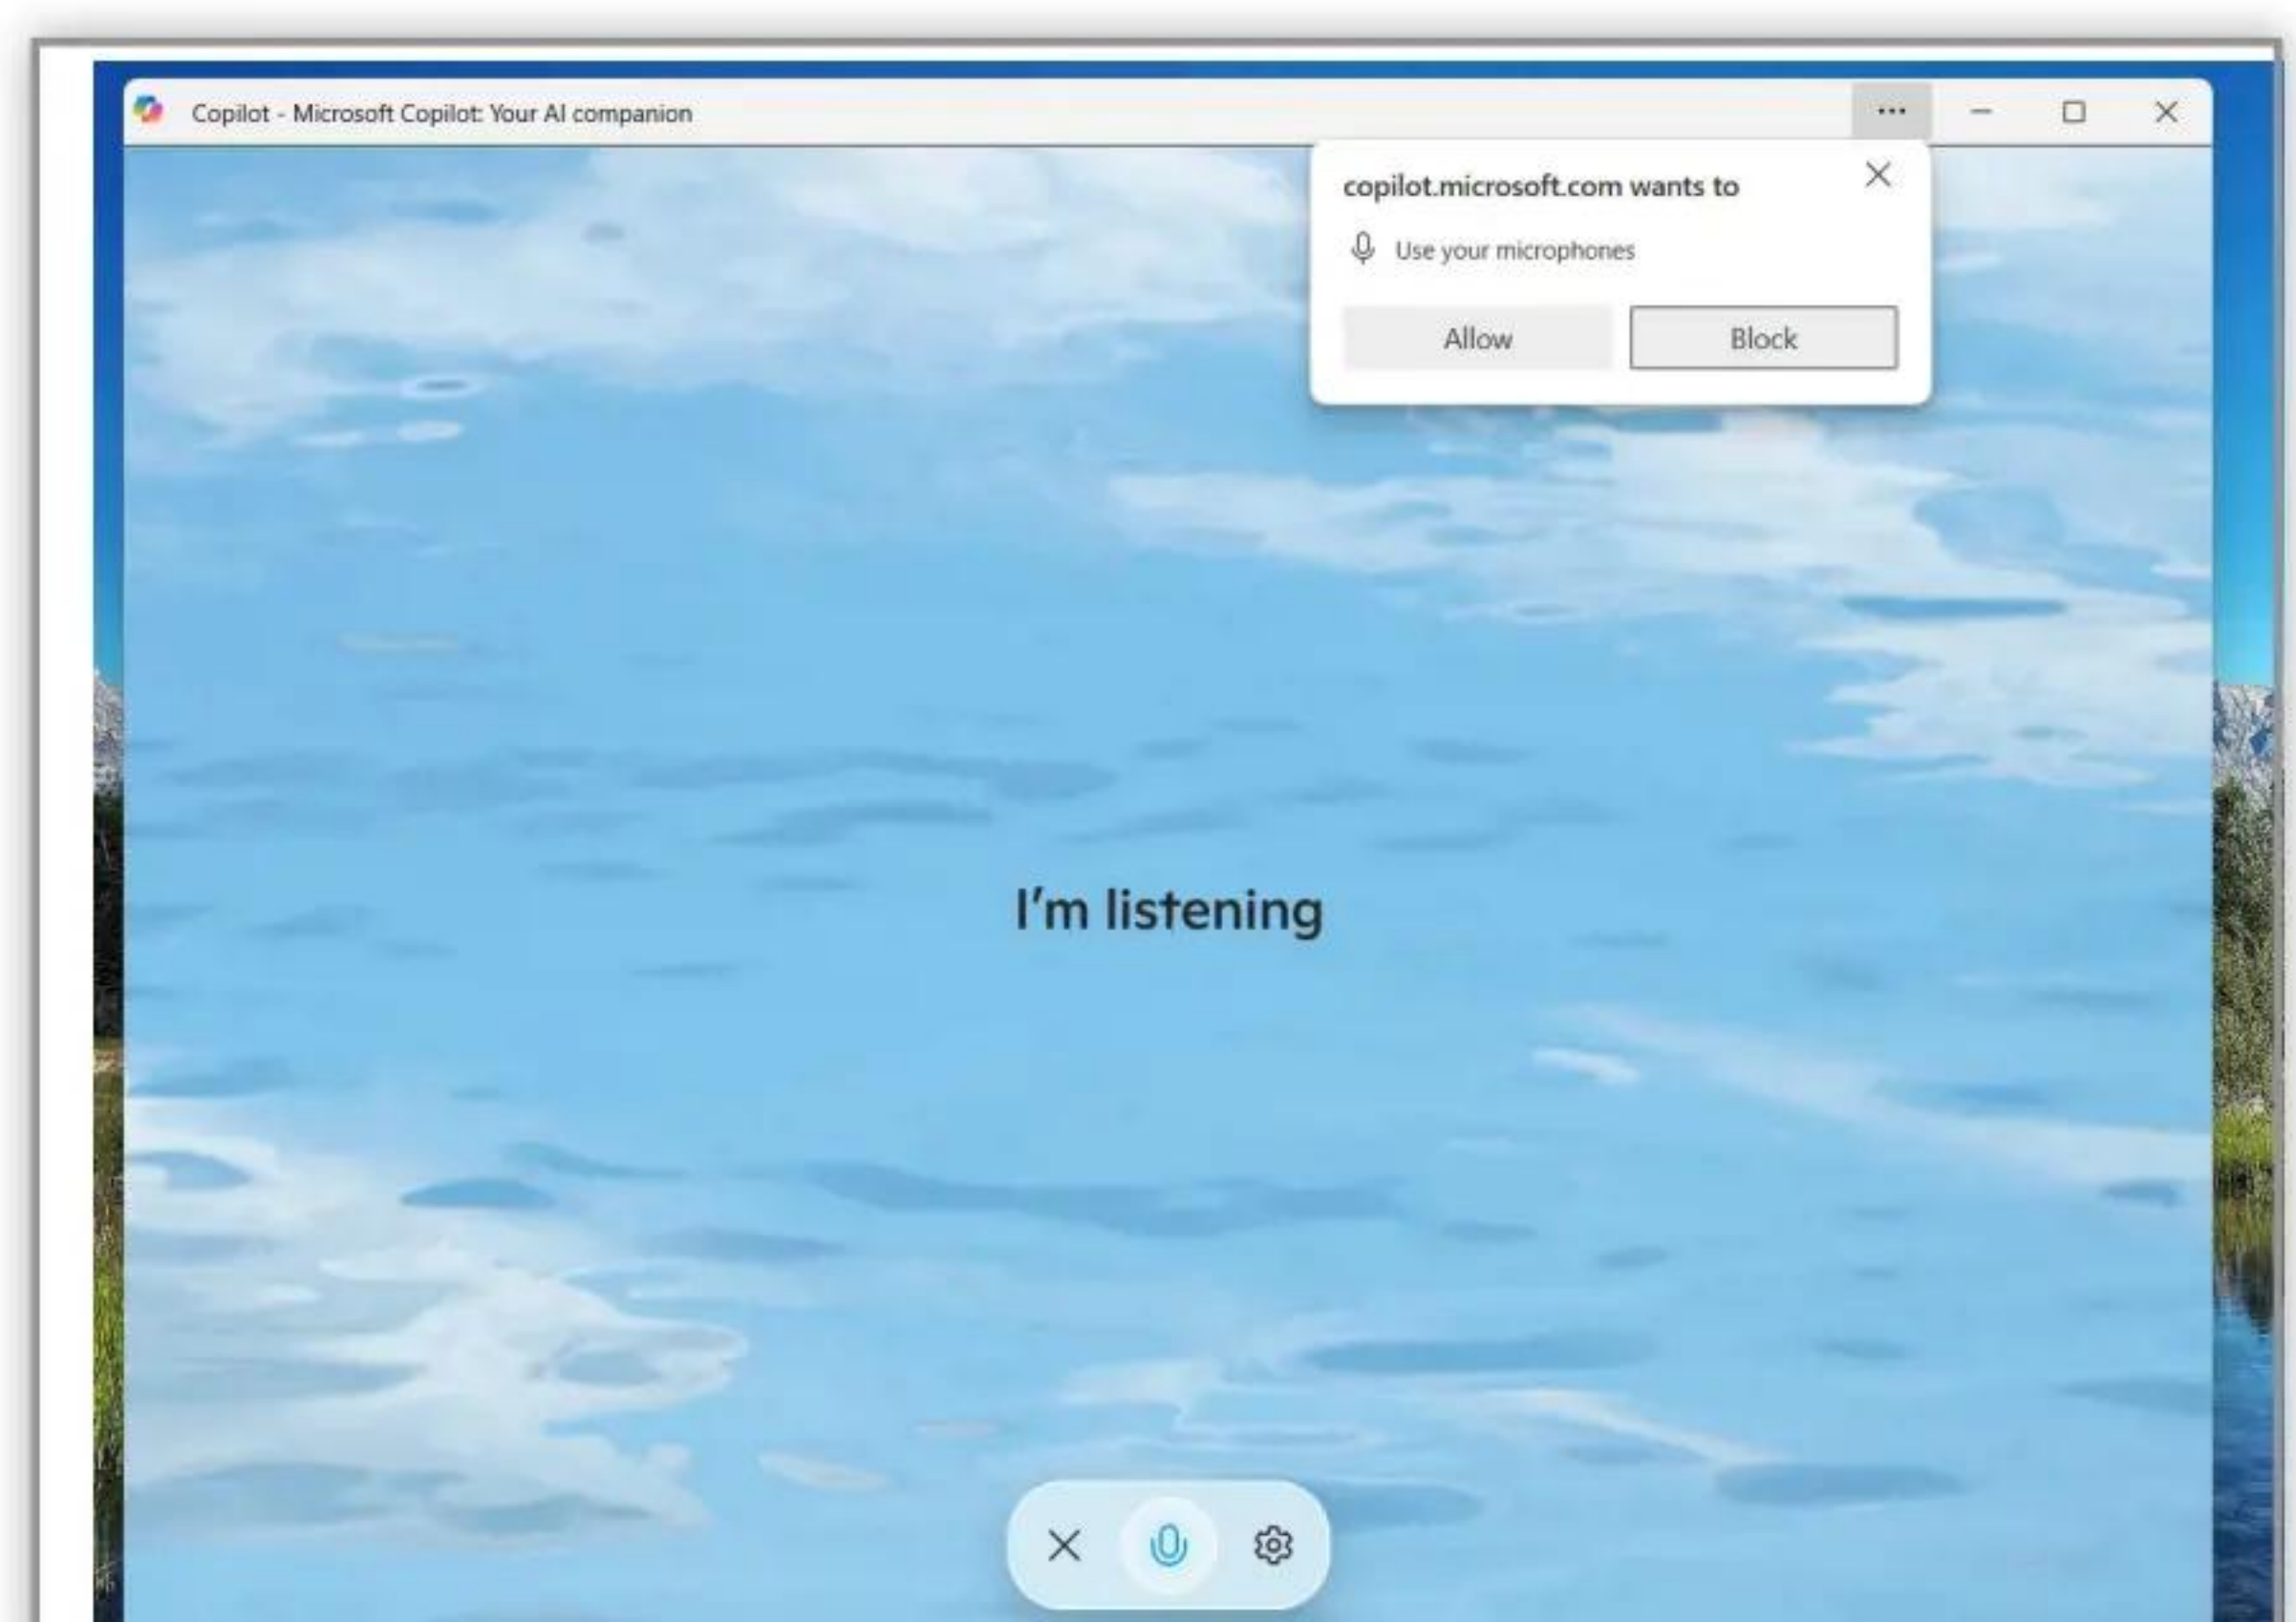 Copilot - Microsoft Copilot: Your AI companion
copilot.microsoft.com wants to
Use your microphones
Allow
Block
I'm listening